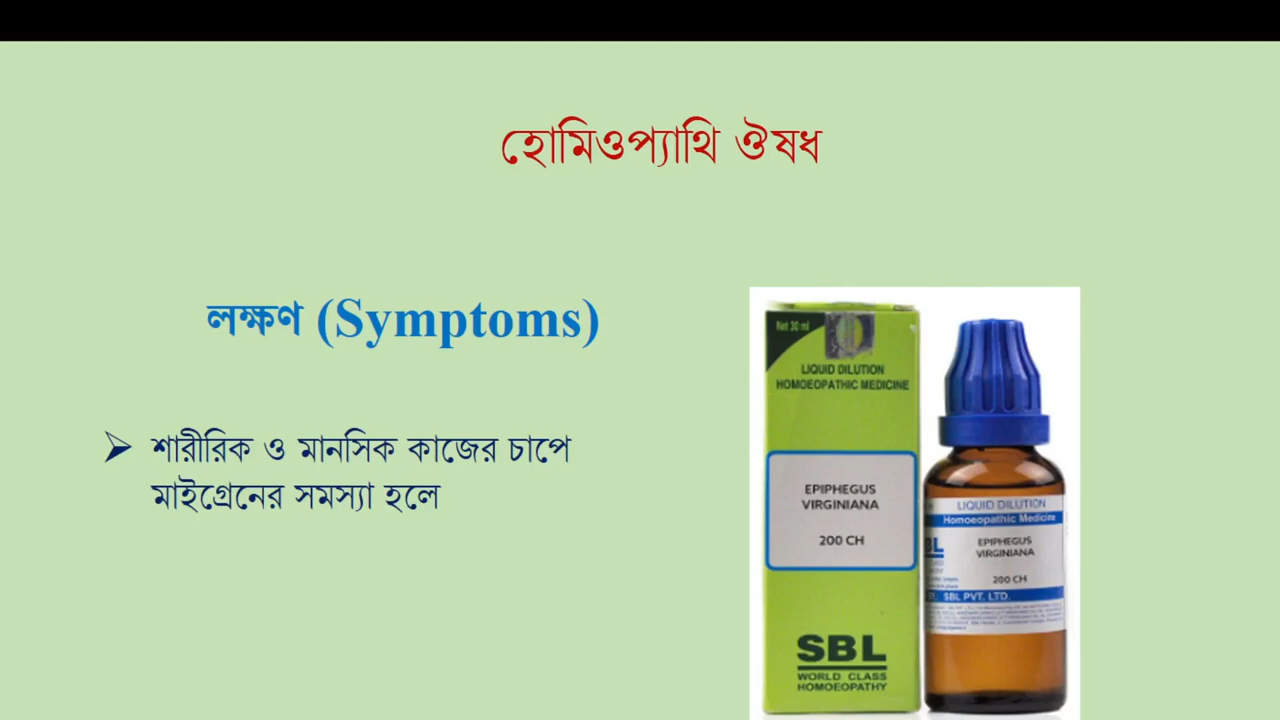 হোমিওপ্যাথি ঔষধ
লক্ষণ (Symptoms)
➢ শারীরিক ও মানসিক কাজের চাপে
মাইগ্রেনের সমস্যা হলে
Net 30 ml
LIQUID DILUTION
HOMOEOPATHIC MEDICINE
EPIPHEGUS
VIRGINIANA
200 CH
SBL
WORLD CLASS
HOMOEOPATHY
LIQUID DILUTION
Homoeopathic Medicine
BL
EPIPHEGUS
VIRGINIANA
200 CH
SBL PVT. LTD.